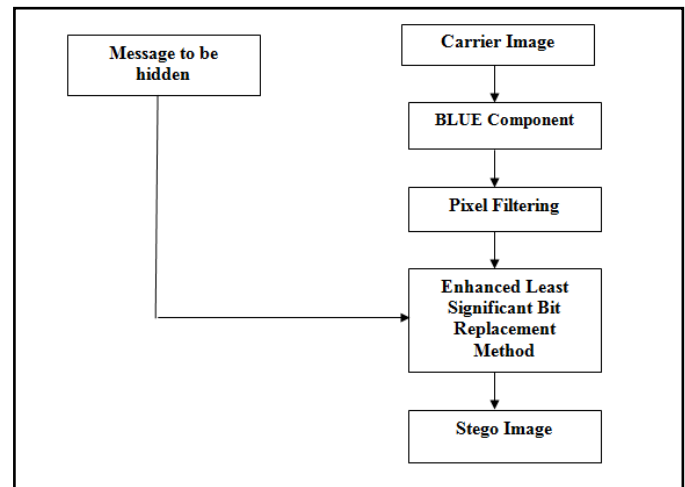 Message to be
hidden
Carrier Image
BLUE Component
Pixel Filtering
Enhanced Least
Significant Bit
Replacement
Method
Stego Image